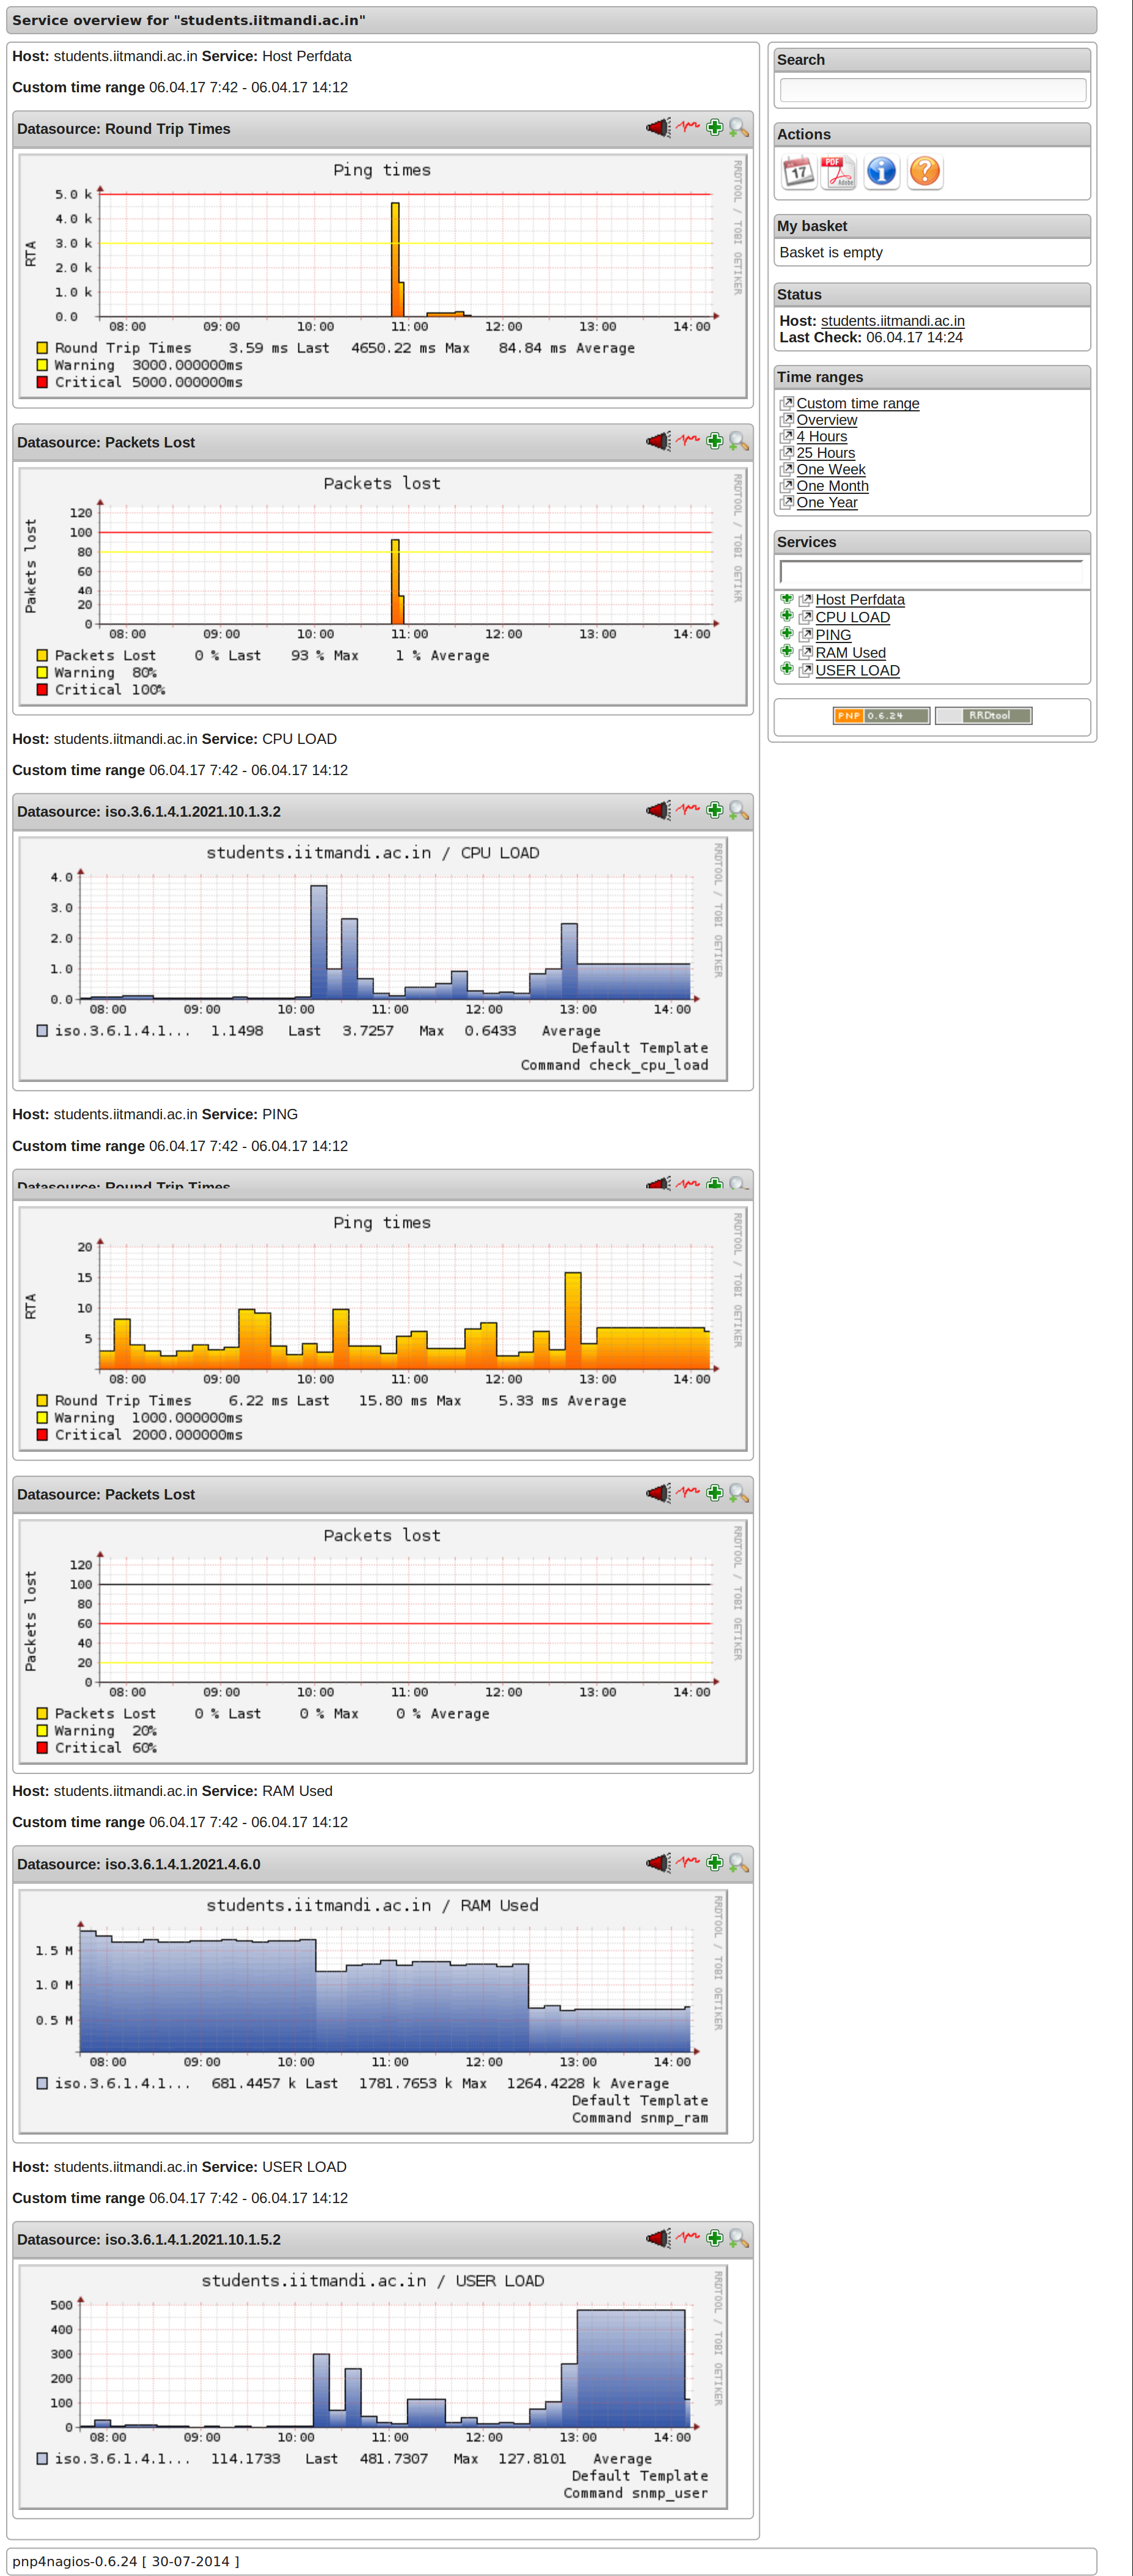 Service overview for "students.iitmandi.ac.in"
Host: students.iitmandi.ac.in Service: Host Perfdata
Custom time range 06.04.17 7:42 - 06.04.17 14:12
Datasource: Round Trip Times
Ping times
RTA
5.0 k
4.0 k
3.0 k
2.0 k
1.0 k
0.0
08:00 09:00 10:00 11:00 12:00 13:00 14:00
Round Trip Times 3.59 ms Last 4650.22 ms Max 84.84 ms Average
Warning 3000.000000ms
Critical 5000.000000ms
RRDTOOL / TOBI OETIKER
Datasource: Packets Lost
Packets lost
Packets lost
120
100
80
60
40
20
0
08:00 09:00 10:00 11:00 12:00 13:00 14:00
Packets Lost 0 % Last 93 % Max 1 % Average
Warning 80%
Critical 100%
RRDTOOL / TOBI OETIKR
Host: students.iitmandi.ac.in Service: CPU LOAD
Custom time range 06.04.17 7:42 - 06.04.17 14:12
Datasource: iso.3.6.1.4.1.2021.10.1.3.2
students.iitmandi.ac.in / CPU LOAD
4.0
3.0
2.0
1.0
0.0
08:00 09:00 10:00 11:00 12:00 13:00 14:00
iso.3.6.1.4.1... 1.1498 Last 3.7257 Max 0.6433 Average
Default Template
Command check_cpu_load
RRDTOOL / TOBI OETIKER
Host: students.iitmandi.ac.in Service: PING
Custom time range 06.04.17 7:42 - 06.04.17 14:12
Datasource: Round Trip Times
Ping times
RTA
20
15
10
5
08:00 09:00 10:00 11:00 12:00 13:00 14:00
Round Trip Times 6.22 ms Last 15.80 ms Max 5.33 ms Average
Warning 1000.000000ms
Critical 2000.000000ms
RRDTOOL / TOBI OETIKER
Datasource: Packets Lost
Packets lost
Packets lost
120
100
80
60
40
20
0
08:00 09:00 10:00 11:00 12:00 13:00 14:00
Packets Lost 0 % Last 0 % Max 0 % Average
Warning 20%
Critical 60%
RRDTOOL / TOBI OETIKER
Host: students.iitmandi.ac.in Service: RAM Used
Custom time range 06.04.17 7:42 - 06.04.17 14:12
Datasource: iso.3.6.1.4.1.2021.4.6.0
students.iitmandi.ac.in / RAM Used
1.5 M
1.0 M
0.5 M
08:00 09:00 10:00 11:00 12:00 13:00 14:00
iso.3.6.1.4.1... 681.4457 k Last 1781.7653 k Max 1264.4228 k Average
Default Template
Command snmp_ram
RRDTOOL / TOBI OETIKER
Host: students.iitmandi.ac.in Service: USER LOAD
Custom time range 06.04.17 7:42 - 06.04.17 14:12
Datasource: iso.3.6.1.4.1.2021.10.1.5.2
students.iitmandi.ac.in / USER LOAD
500
400
300
200
100
0
08:00 09:00 10:00 11:00 12:00 13:00 14:00
iso.3.6.1.4.1... 114.1733 Last 481.7307 Max 127.8101 Average
Default Template
Command snmp_user
RRDTOOL / TOBI OETIKER
Search
Actions
17
PDF
Adobe
My basket
Basket is empty
Status
Host: students.iitmandi.ac.in
Last Check: 06.04.17 14:24
Time ranges
Custom time range
Overview
4 Hours
25 Hours
One Week
One Month
One Year
Services
Host Perfdata
CPU LOAD
PING
RAM Used
USER LOAD
PNP 0.6.24 RRDtool
pnp4nagios-0.6.24 [ 30-07-2014 ]